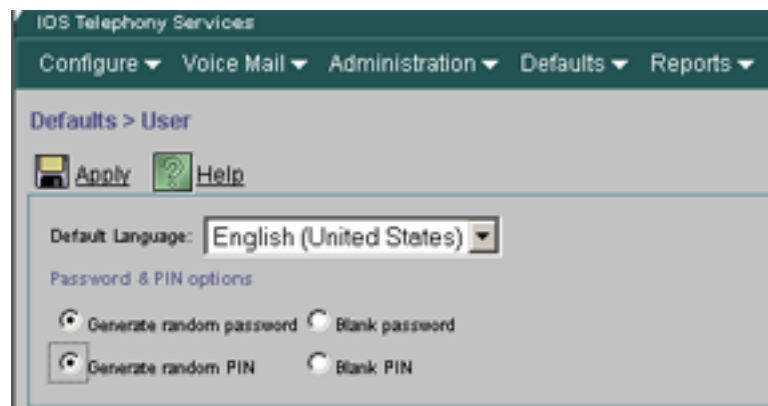 IOS Telephony Services
Configure Voice Mail Administration Defaults Reports
Defaults > User
Apply ? Help
Default Language: English (United States)
Password & PIN options
Generate random password Blank password
Generate random PIN Blank PIN